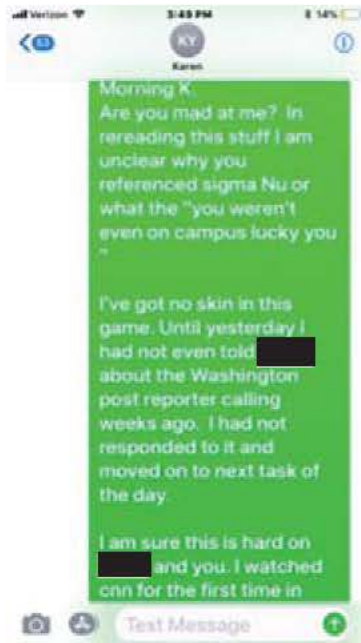 Verizon
3:49 PM
14%
KY
Karen
Morning K
Are you mad at me? In
rereading this stuff I am
unclear why you
referenced sigma Nu or
what the "you weren't
even on campus lucky you
"
I've got no skin in this
game. Until yesterday I
had not even told
about the Washington
post reporter calling
weeks ago. I had not
responded to it and
moved on to next task of
the day
I am sure this is hard on
and you. I watched
cnn for the first time in
Text Message